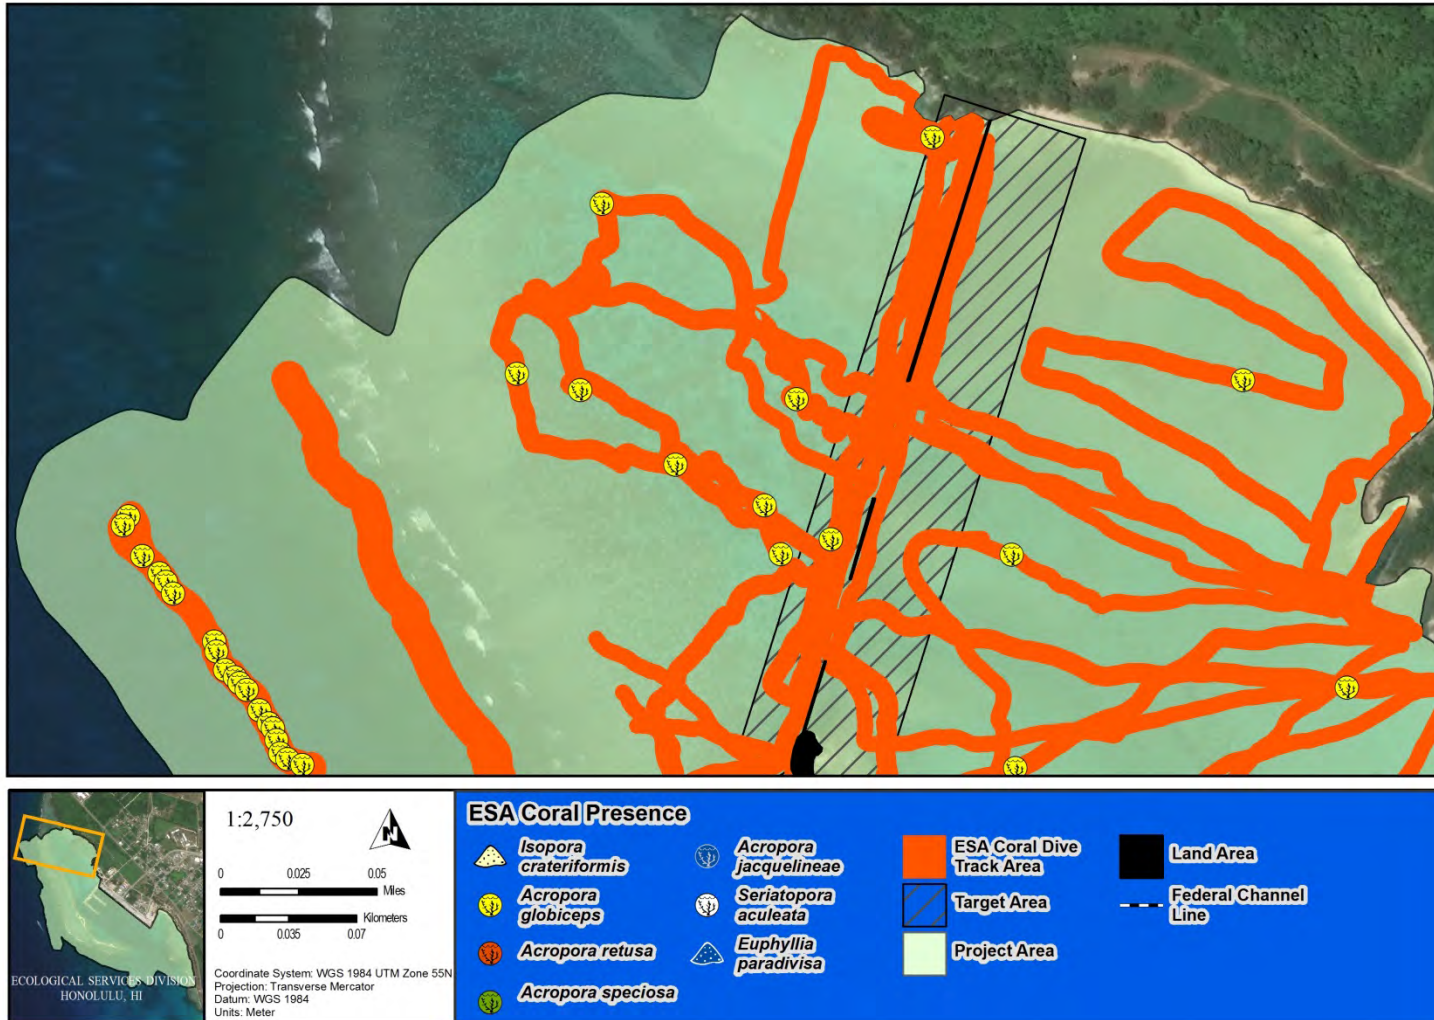 ECOLOGICAL SERVICES DIVISION
HONOLULU, HI
1:2,750
N
0 0.025 0.05
Miles
Kilometers
0 0.035 0.07
Coordinate System: WGS 1984 UTM Zone 55N
Projection: Transverse Mercator
Datum: WGS 1984
Units: Meter
ESA Coral Presence
Isopora
crateriformis
Acropora
globiceps
Acropora retusa
Acropora speciosa
Acropora
jacquelineae
Seriatopora
aculeata
Euphyllia
paradivisa
ESA Coral Dive
Track Area
Target Area
Project Area
Land Area
Federal Channel
Line